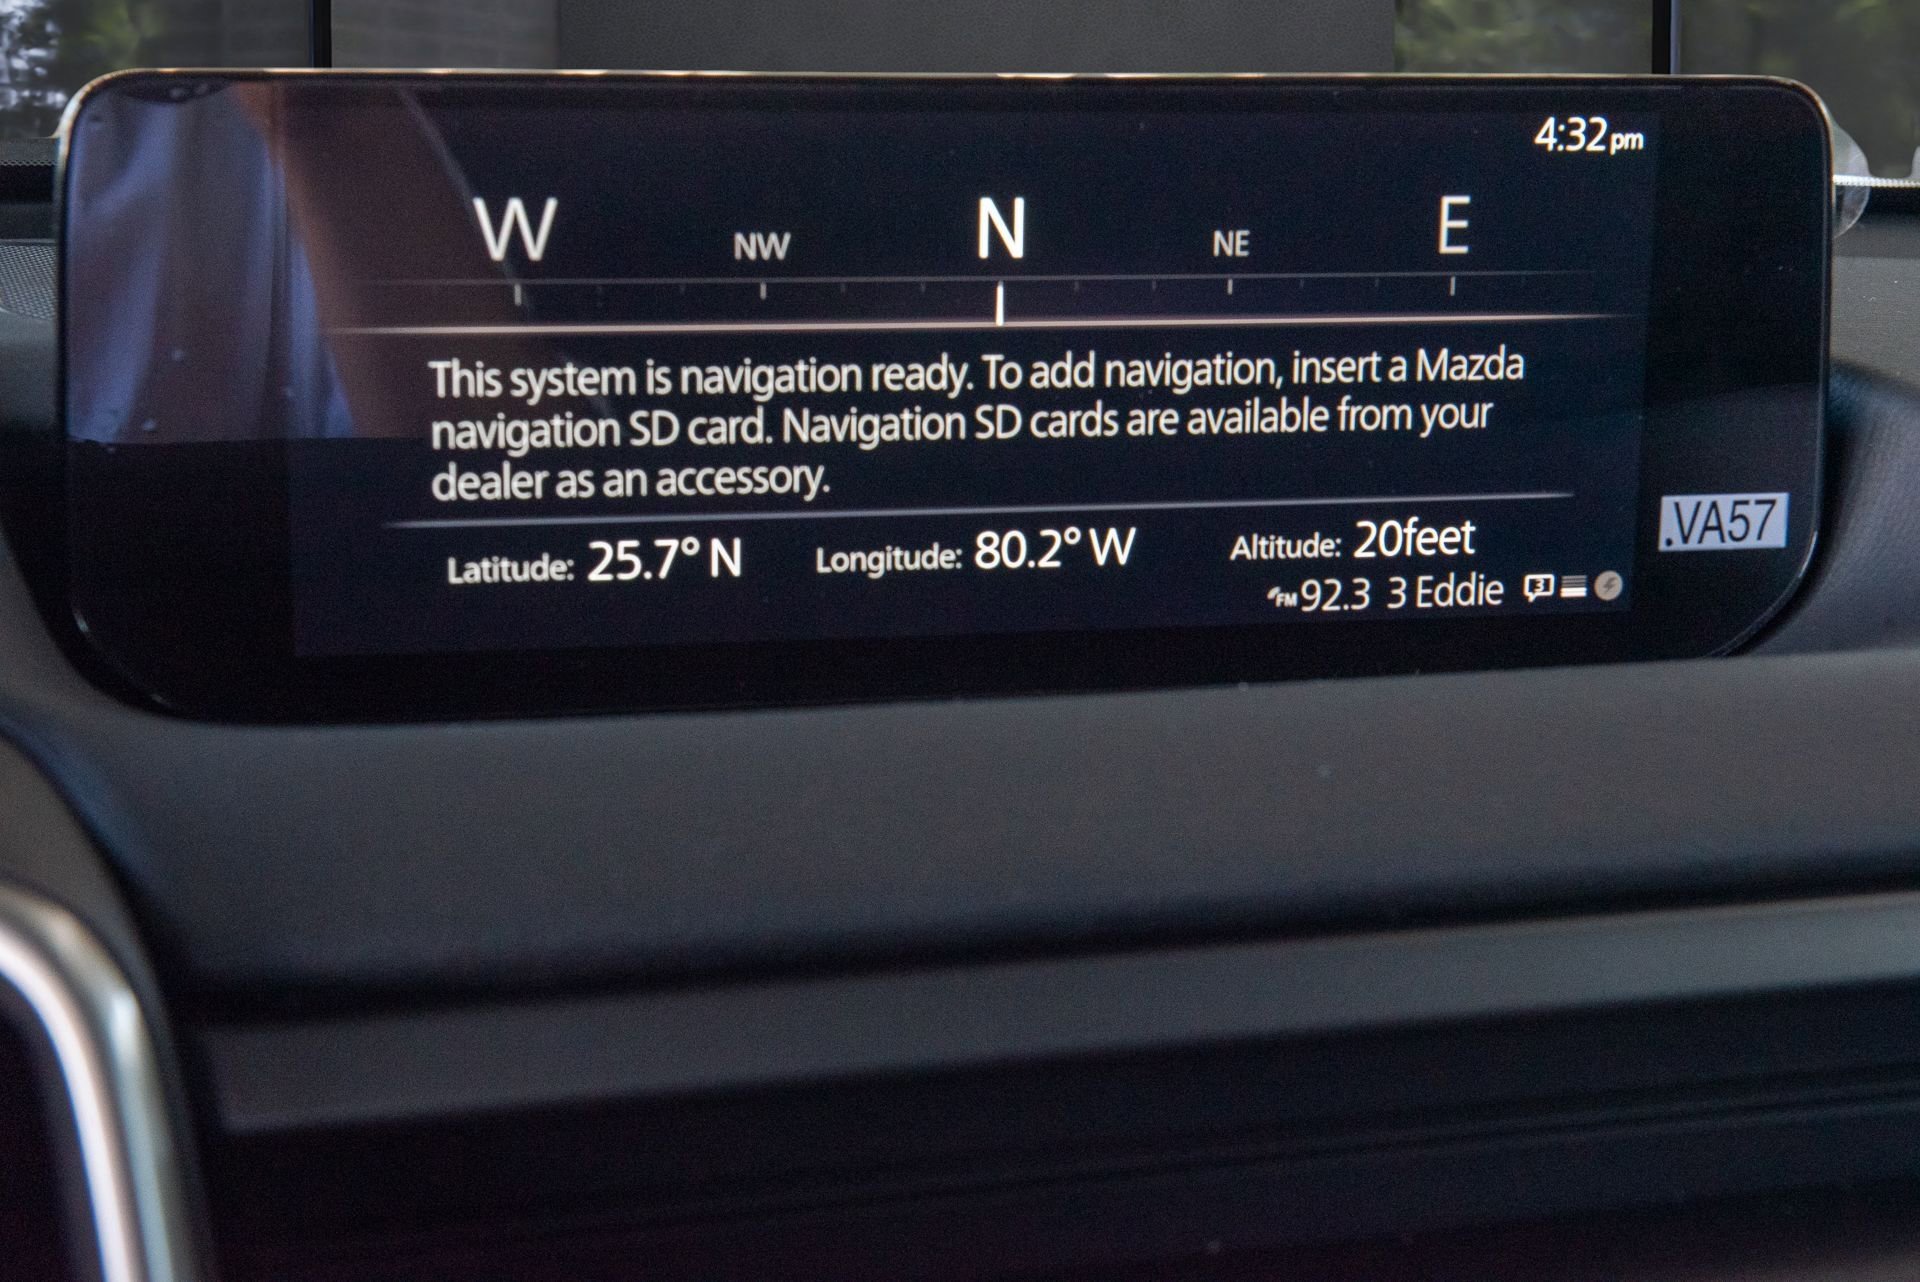 4:32pm
W NW N NE E
This system is navigation ready. To add navigation, insert a Mazda
navigation SD card. Navigation SD cards are available from your
dealer as an accessory.
Latitude: 25.7° N Longitude: 80.2° W Altitude: 20feet
.VA57
FM 92.3 3 Eddie 3